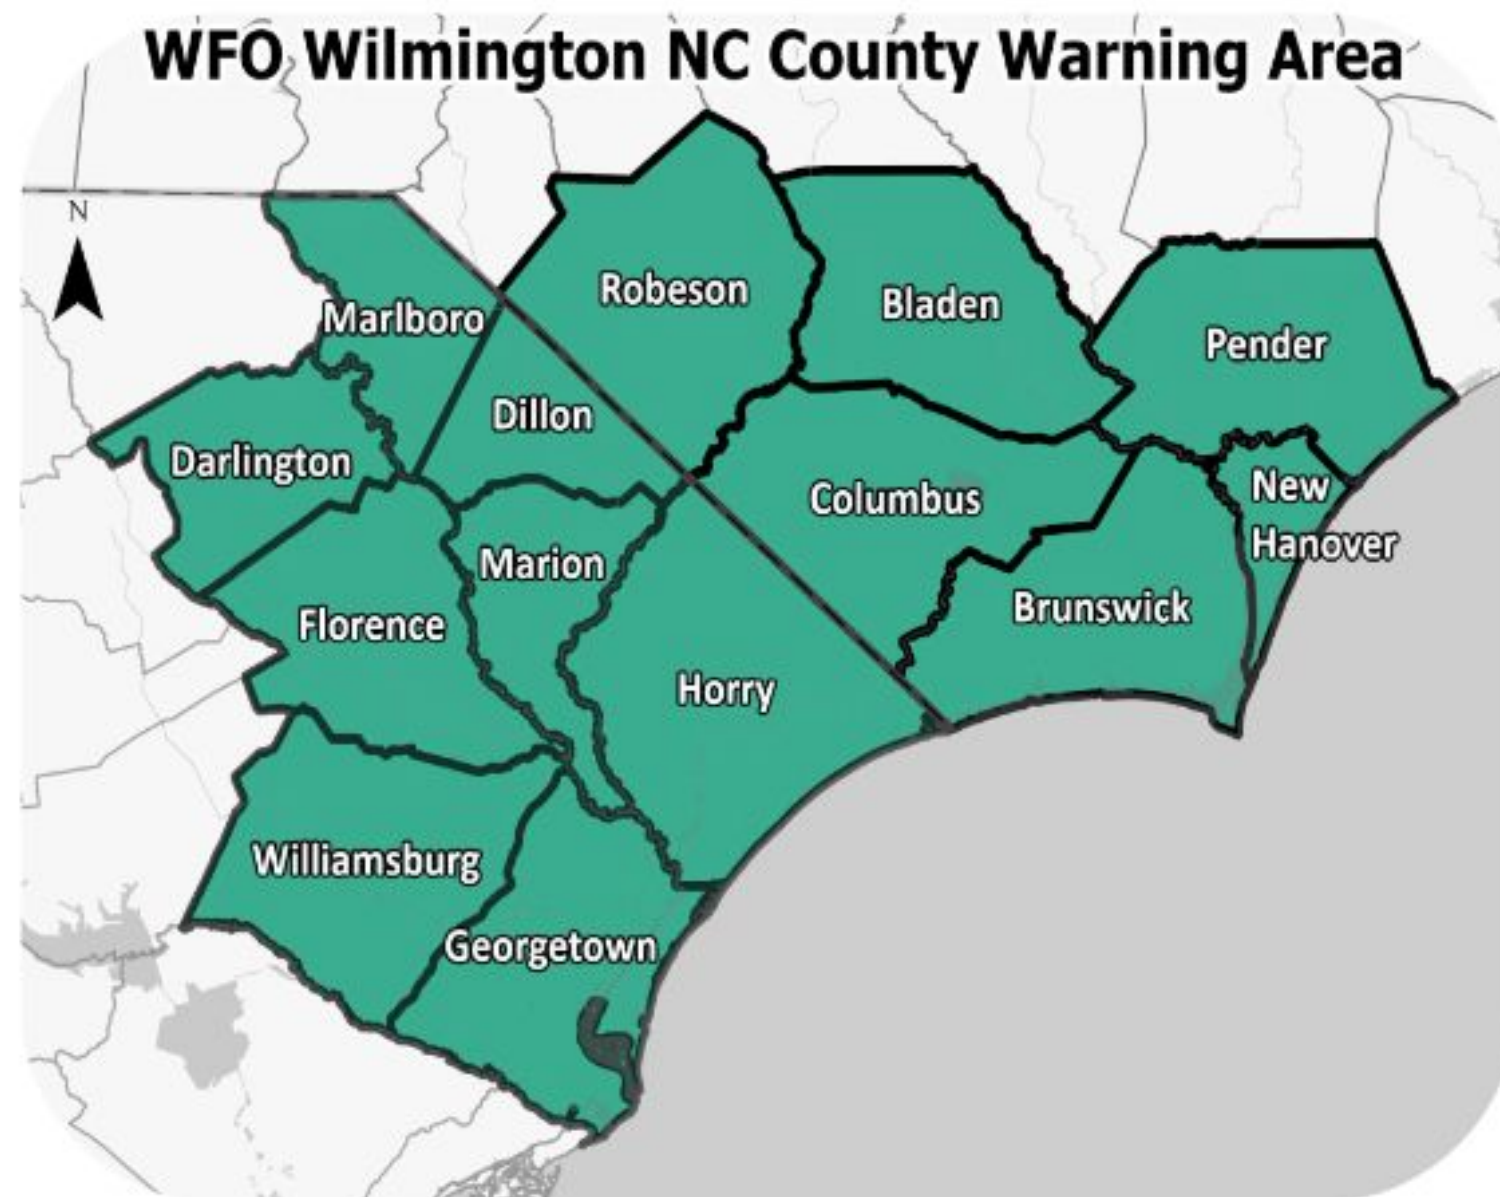 WFO Wilmington NC County Warning Area
N
Robeson
Bladen
Marlboro
Pender
Dillon
Darlington
New
Hanover
Columbus
Marion
Brunswick
Florence
Horry
Williamsburg
Georgetown